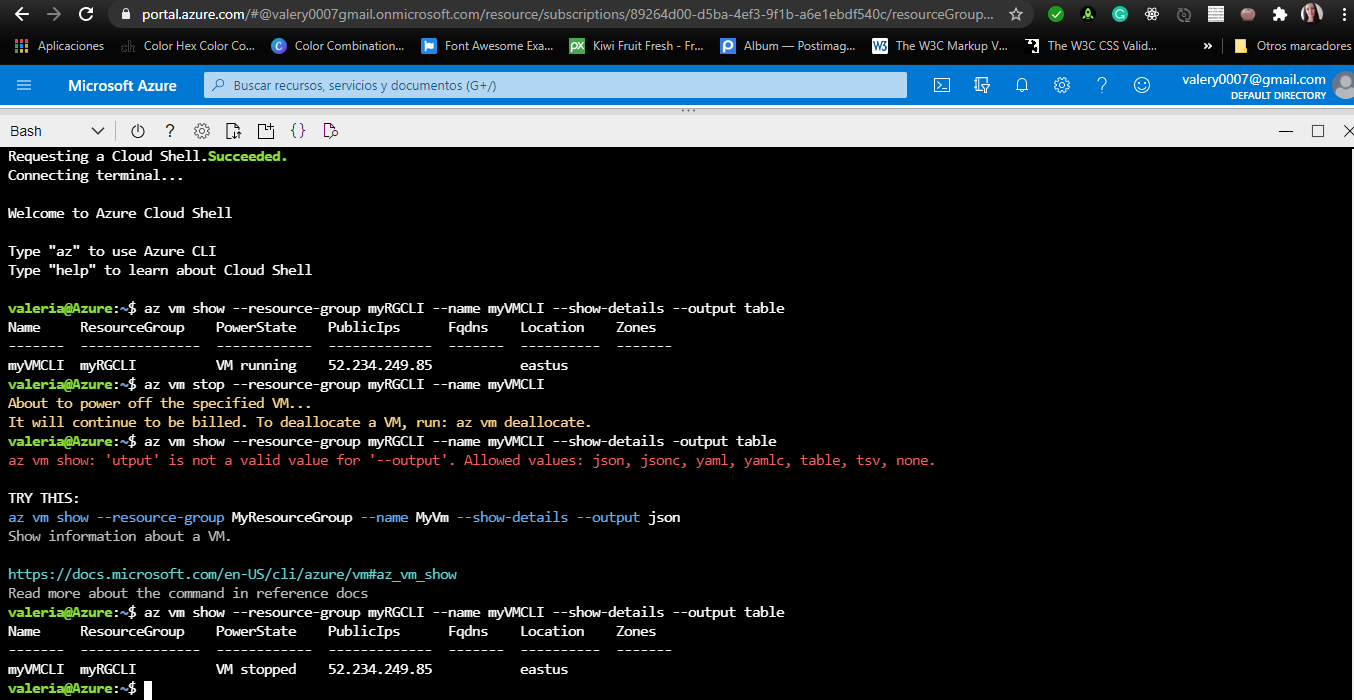 portal.azure.com/#@valery0007gmail.onmicrosoft.com/resource/subscriptions/89264d00-d5ba-4ef3-9f1b-a6e1ebdf540c/resourceGroup...
Aplicaciones Color Hex Color Co... Color Combination... Font Awesome Exa... Kiwi Fruit Fresh - Fr... Album — Postimag... The W3C Markup V... The W3C CSS Valid... » Otros marcadores
Microsoft Azure Buscar recursos, servicios y documentos (G+/) valery0007@gmail.com
DEFAULT DIRECTORY
Bash
Requesting a Cloud Shell.Succeeded.
Connecting terminal...
Welcome to Azure Cloud Shell
Type "az" to use Azure CLI
Type "help" to learn about Cloud Shell
valeria@Azure:~$ az vm show --resource-group myRGCLI --name myVMCLI --show-details --output table
Name ResourceGroup PowerState PublicIps Fqdns Location Zones
------- --------------- ------------ ------------- ------- ---------- -------
myVMCLI myRGCLI VM running 52.234.249.85 eastus
valeria@Azure:~$ az vm stop --resource-group myRGCLI --name myVMCLI
About to power off the specified VM...
It will continue to be billed. To deallocate a VM, run: az vm deallocate.
valeria@Azure:~$ az vm show --resource-group myRGCLI --name myVMCLI --show-details -output table
az vm show: 'utput' is not a valid value for '--output'. Allowed values: json, jsonc, yaml, yamlc, table, tsv, none.
TRY THIS:
az vm show --resource-group MyResourceGroup --name MyVm --show-details --output json
Show information about a VM.
https://docs.microsoft.com/en-US/cli/azure/vm#az_vm_show
Read more about the command in reference docs
valeria@Azure:~$ az vm show --resource-group myRGCLI --name myVMCLI --show-details --output table
Name ResourceGroup PowerState PublicIps Fqdns Location Zones
------- --------------- ------------ ------------- ------- ---------- -------
myVMCLI myRGCLI VM stopped 52.234.249.85 eastus
valeria@Azure:~$